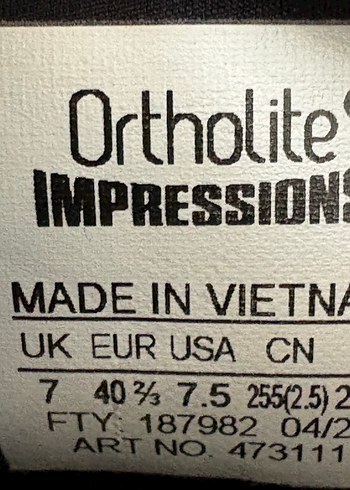 Ortholite
IMPRESSIONS
MADE IN VIETNA
UK EUR USA CN
7 40 ⅔ 7.5 255(2.5) 2
FTY: 187982 04/2
ART NO. 473111